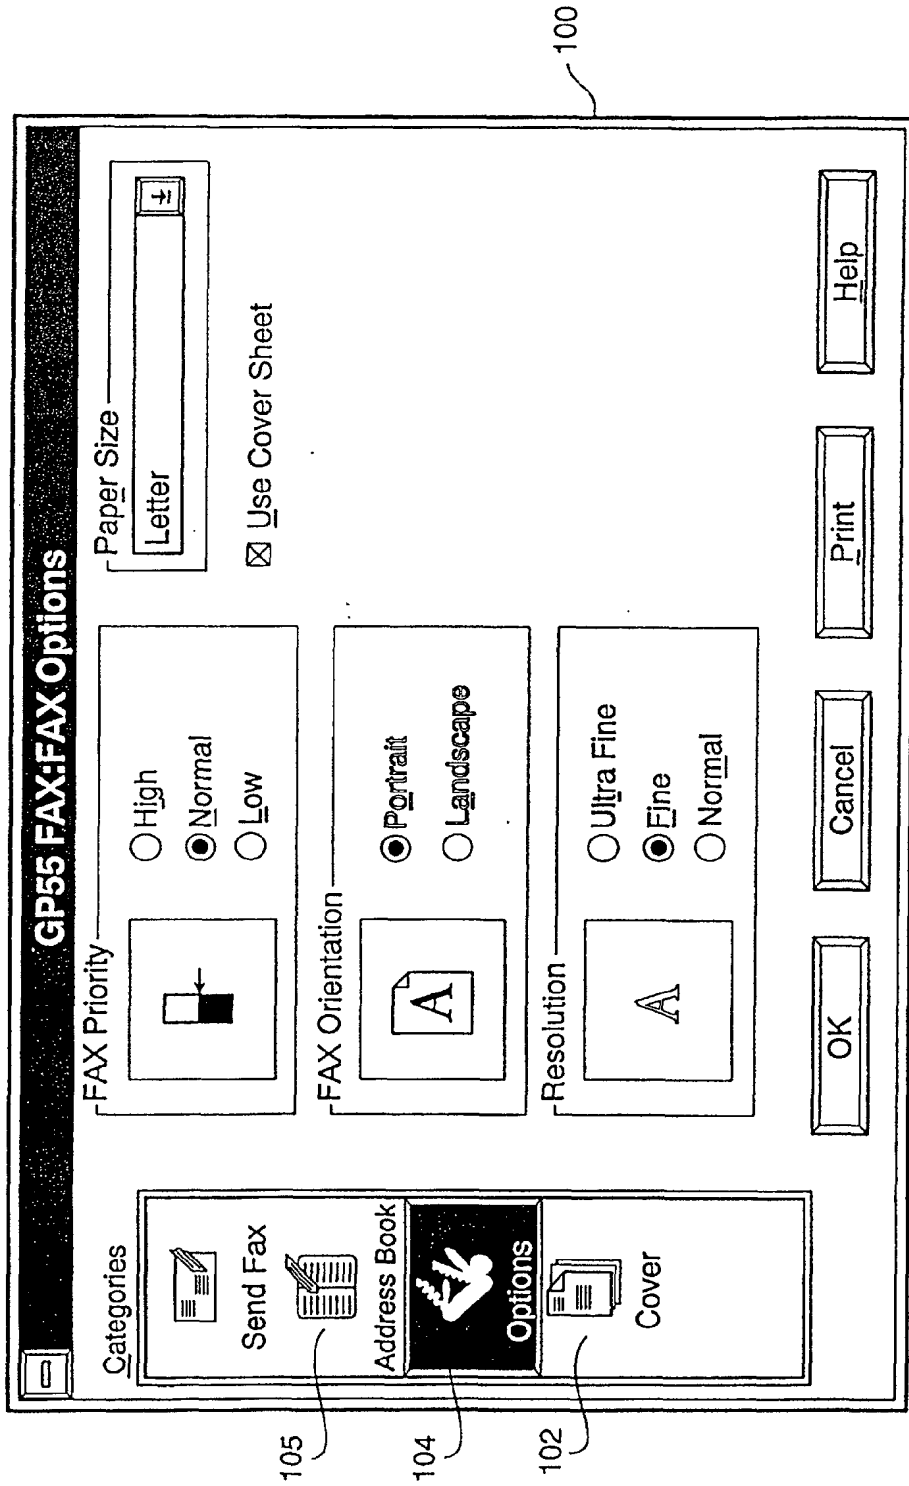 GP55 FAX:FAX Options
Categories
Send Fax
Address Book
Options
Cover
FAX Priority
High
Normal
Low
FAX Orientation
A
Portrait
Landscape
Resolution
A
Ultra Fine
Fine
Normal
Paper Size
Letter
Use Cover Sheet
OK
Cancel
Print
Help
105
104
102
100